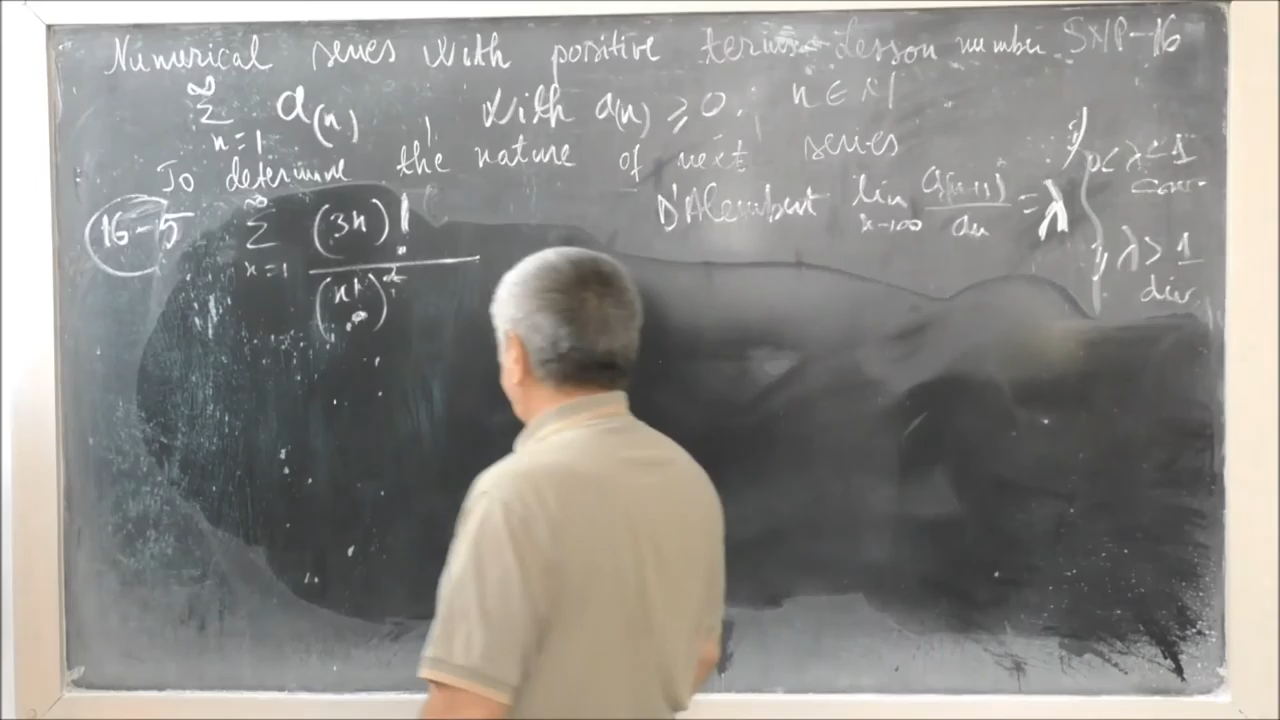 Numerical series with positive terms - Lesson number SNP-16
∞ Σ n=1 a(n), with a(n) ≥ 0; n ∈ N
To determine the nature of next series
16-5 ∞ Σ n=1 (3n)! / (n!)²
D'Alembert lim n→∞ a(n+1) / an = λ
0 < λ < 1 conv
λ > 1 div